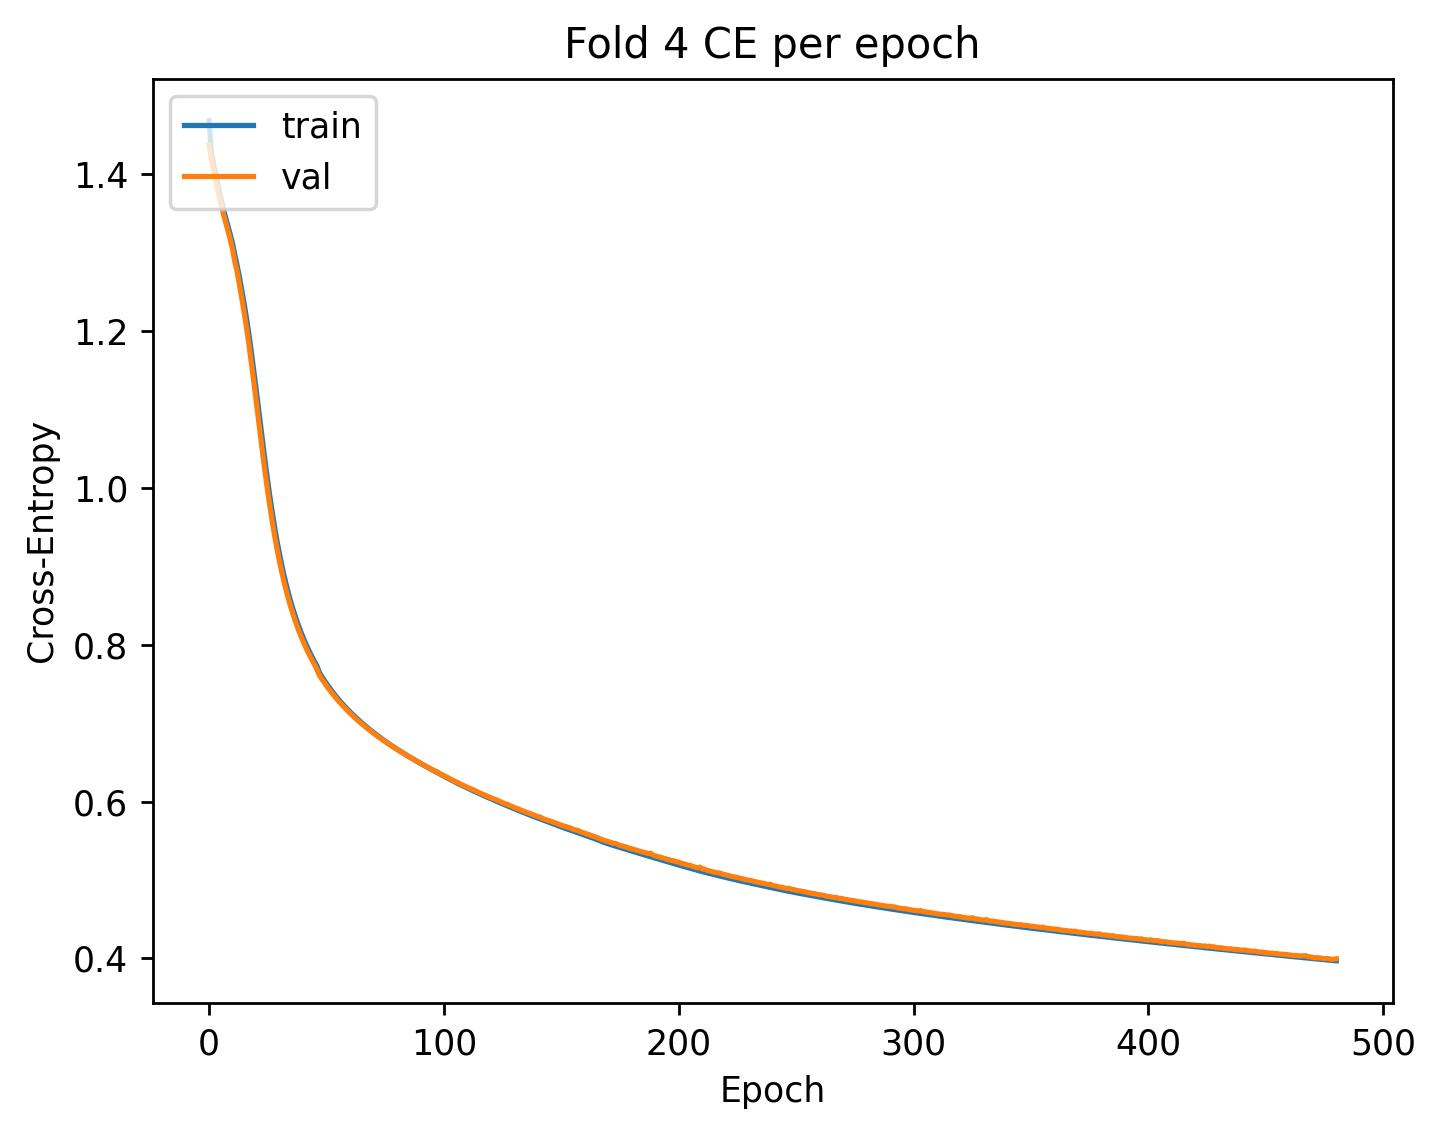 Fold 4 CE per epoch
train
val
Cross-Entropy
1.4
1.2
1.0
0.8
0.6
0.4
0 100 200 300 400 500
Epoch